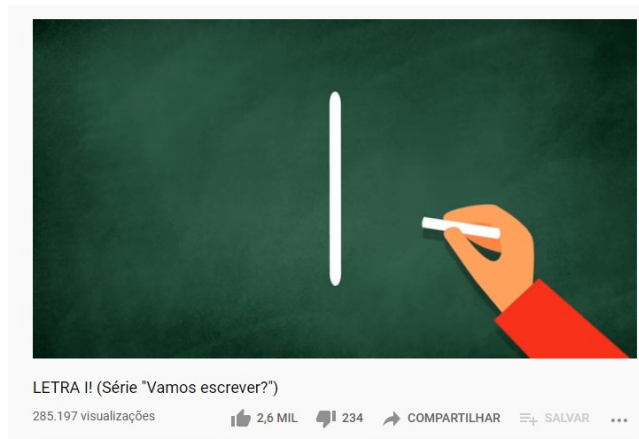 I
LETRA I! (Série "Vamos escrever?")
285.197 visualizações 2,6 MIL 234 COMPARTILHAR SALVAR